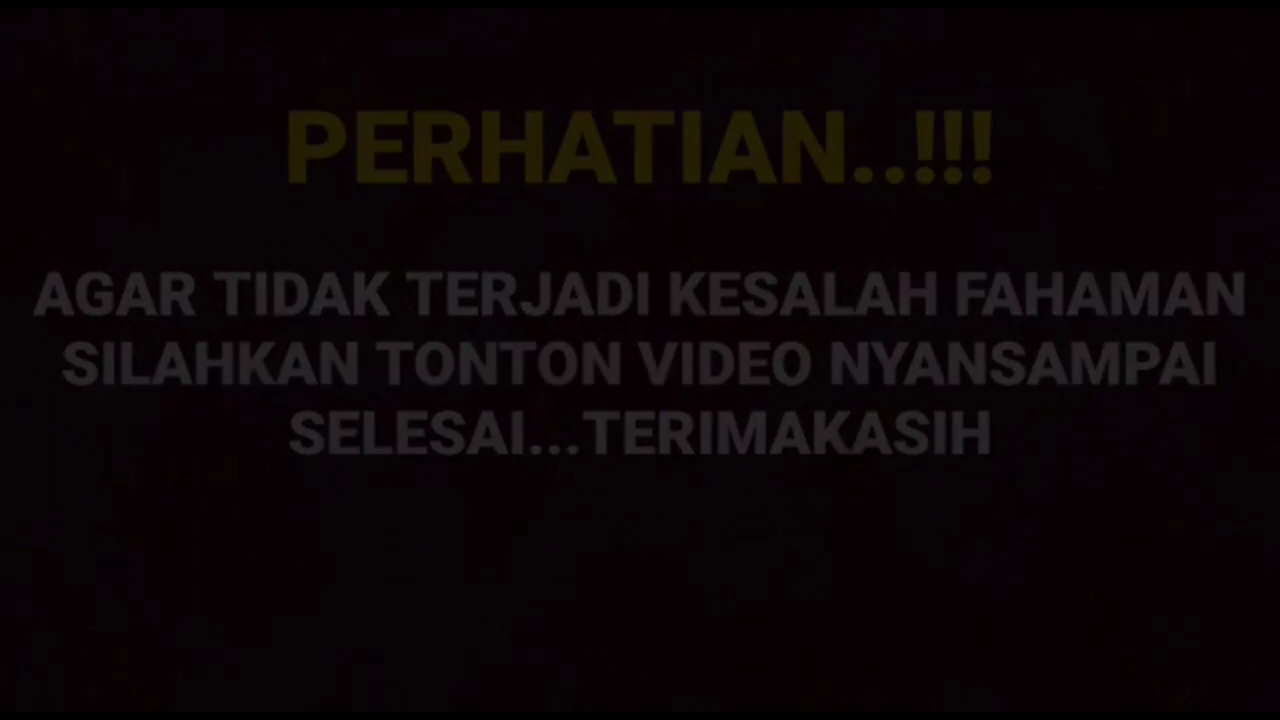 PERHATIAN..!!!
AGAR TIDAK TERJADI KESALAH FAHAMAN
SILAHKAN TONTON VIDEO NYANSAMPAI
SELESAI...TERIMAKASIH